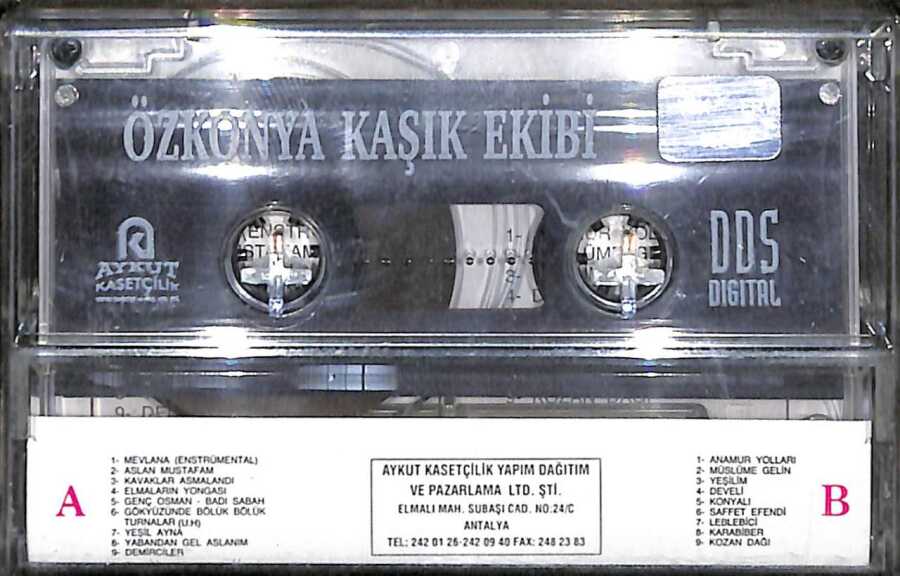 ÖZKONYA KAŞIK EKİBİ
AYKUT
KASETÇİLİK
DDS
DIGITAL
A
1- MEVLANA (ENSTRÜMENTAL)
2- ASLAN MUSTAFAM
3- KAVAKLAR ASMALANDI
4- ELMALARIN YONGASI
5- GENÇ OSMAN - BADI SABAH
6- GÖKYÜZÜNDE BÖLÜK BÖLÜK
TURNALAR (U.H)
7- YEŞİL AYNA
8- YABANDAN GEL ASLANIM
9- DEMİRCİLER
AYKUT KASETÇİLİK YAPIM DAĞITIM
VE PAZARLAMA LTD. ŞTİ.
ELMALI MAH. SUBAŞI CAD. NO.24/C
ANTALYA
TEL: 242 01 26-242 09 40 FAX: 248 23 83
1- ANAMUR YOLLARI
2- MÜSLÜME GELİN
3- YEŞİLİM
4- DEVELİ
5- KONYALI
6- SAFFET EFENDİ
7- LEBLEBİCİ
8- KARABİBER
9- KOZAN DAĞI
B